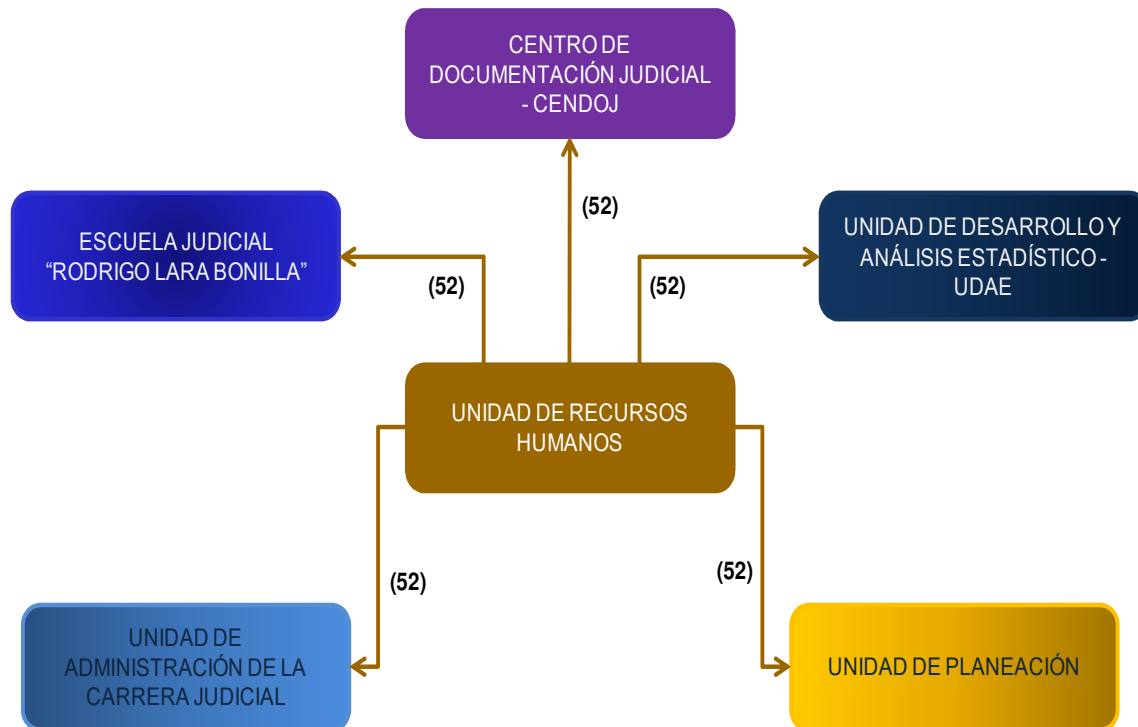 CENTRO DE
DOCUMENTACIÓN JUDICIAL
- CENDOJ
(52)
ESCUELA JUDICIAL
“RODRIGO LARA BONILLA”
(52)
UNIDAD DE DESARROLLO Y
ANÁLISIS ESTADÍSTICO -
UDAE
(52)
UNIDAD DE RECURSOS
HUMANOS
(52)
(52)
UNIDAD DE
ADMINISTRACIÓN DE LA
CARRERA JUDICIAL
UNIDAD DE PLANEACIÓN